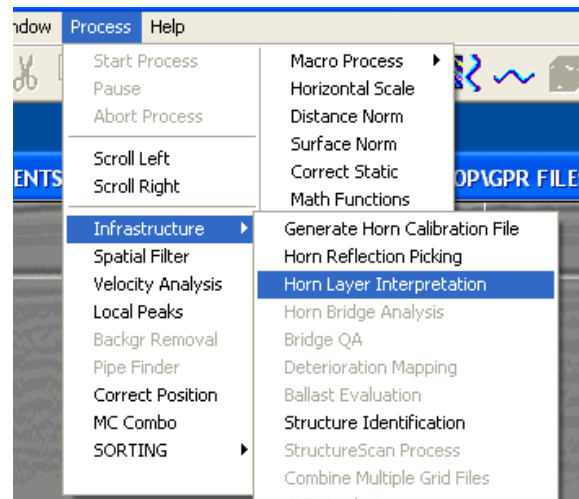 ndow Process Help
Start Process
Pause
Abort Process
Scroll Left
Scroll Right
Infrastructure
Spatial Filter
Velocity Analysis
Local Peaks
Backgr Removal
Pipe Finder
Correct Position
MC Combo
SORTING
Macro Process
Horizontal Scale
Distance Norm
Surface Norm
Correct Static
Math Functions
ENTS
OP\GPR FILE
Generate Horn Calibration File
Horn Reflection Picking
Horn Layer Interpretation
Horn Bridge Analysis
Bridge QA
Deterioration Mapping
Ballast Evaluation
Structure Identification
StructureScan Process
Combine Multiple Grid Files